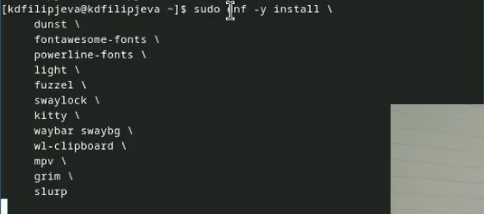 [kdfilipjeva@kdfilipjeva ~]$ sudo dnf -y install \
dunst \
fontawesome-fonts \
powerline-fonts \
light \
fuzzel \
swaylock \
kitty \
waybar swaybg \
wl-clipboard \
mpv \
grim \
slurp